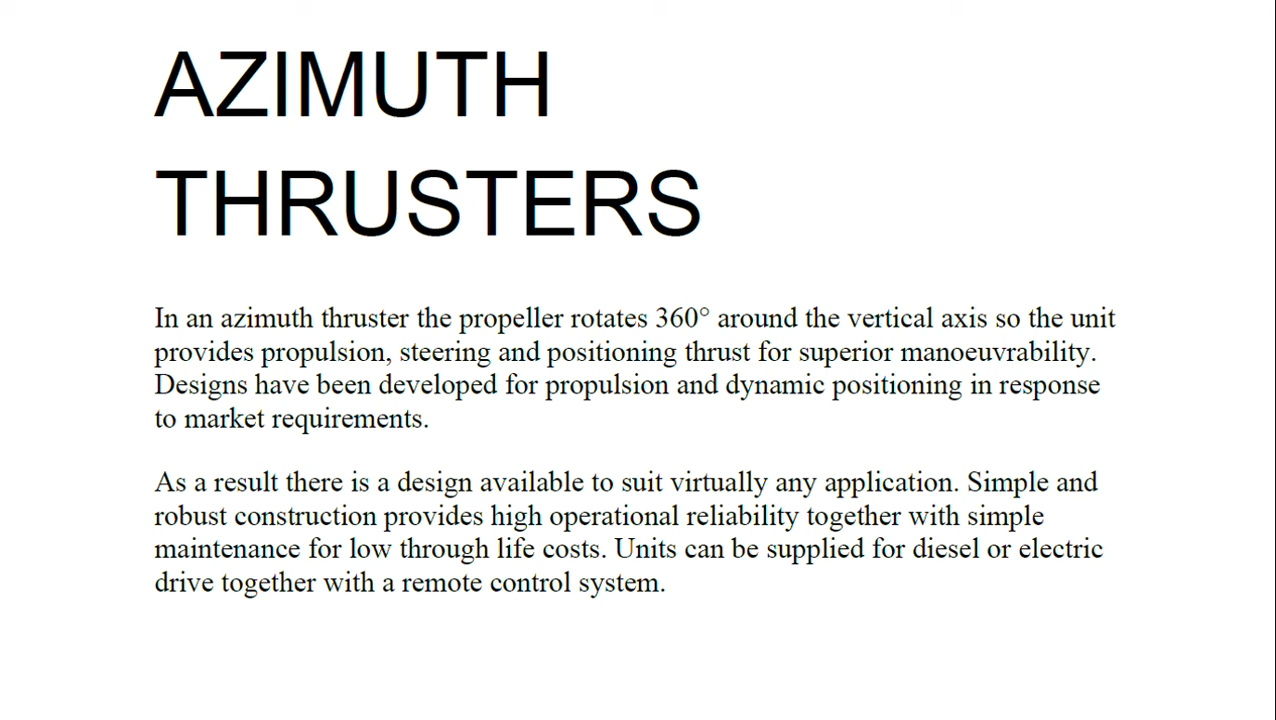 AZIMUTH
THRUSTERS
In an azimuth thruster the propeller rotates 360° around the vertical axis so the unit
provides propulsion, steering and positioning thrust for superior manoeuvrability.
Designs have been developed for propulsion and dynamic positioning in response
to market requirements.
As a result there is a design available to suit virtually any application. Simple and
robust construction provides high operational reliability together with simple
maintenance for low through life costs. Units can be supplied for diesel or electric
drive together with a remote control system.